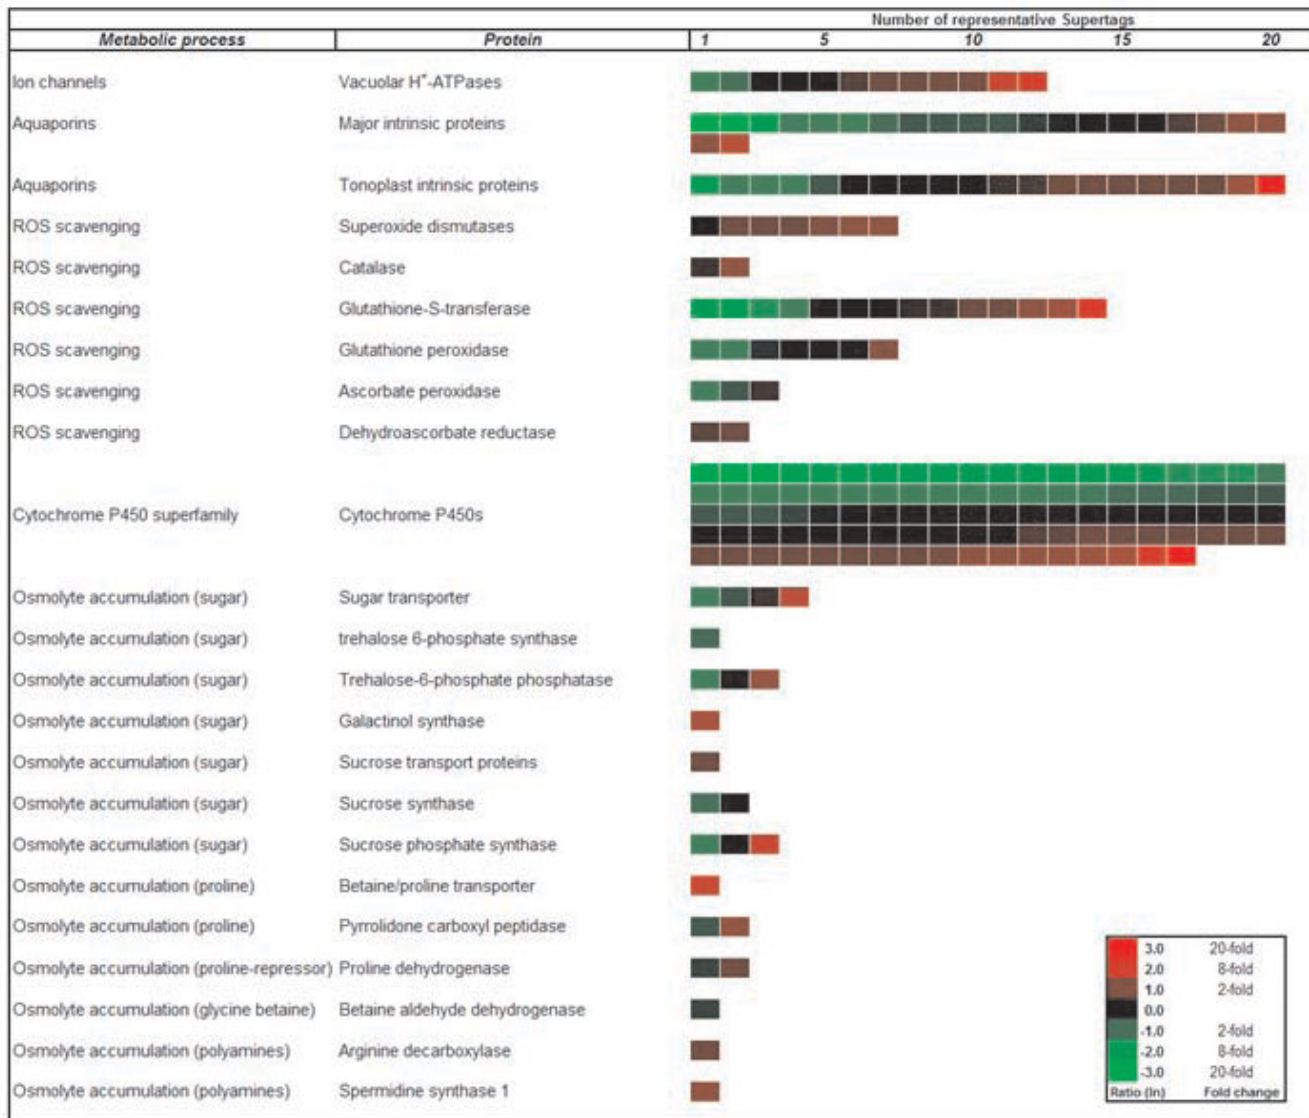 Number of representative Supertags
Metabolic process Protein 1 5 10 15 20
Ion channels Vacuolar H⁺-ATPases
Aquaporins Major intrinsic proteins
Aquaporins Tonoplast intrinsic proteins
ROS scavenging Superoxide dismutases
ROS scavenging Catalase
ROS scavenging Glutathione-S-transferase
ROS scavenging Glutathione peroxidase
ROS scavenging Ascorbate peroxidase
ROS scavenging Dehydroascorbate reductase
Cytochrome P450 superfamily Cytochrome P450s
Osmolyte accumulation (sugar) Sugar transporter
Osmolyte accumulation (sugar) trehalose 6-phosphate synthase
Osmolyte accumulation (sugar) Trehalose-6-phosphate phosphatase
Osmolyte accumulation (sugar) Galactinol synthase
Osmolyte accumulation (sugar) Sucrose transport proteins
Osmolyte accumulation (sugar) Sucrose synthase
Osmolyte accumulation (sugar) Sucrose phosphate synthase
Osmolyte accumulation (proline) Betaine/proline transporter
Osmolyte accumulation (proline) Pyrrolidone carboxyl peptidase
Osmolyte accumulation (proline-repressor) Proline dehydrogenase
Osmolyte accumulation (glycine betaine) Betaine aldehyde dehydrogenase
Osmolyte accumulation (polyamines) Arginine decarboxylase
Osmolyte accumulation (polyamines) Spermidine synthase 1
3.0 20-fold
2.0 8-fold
1.0 2-fold
0.0
-1.0 2-fold
-2.0 8-fold
-3.0 20-fold
Ratio (ln) Fold change